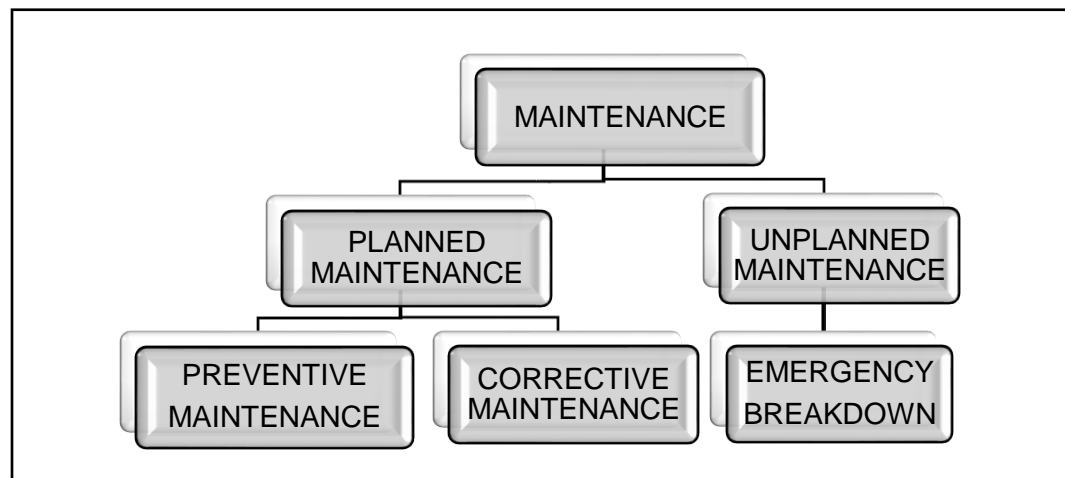 MAINTENANCE
PLANNED
MAINTENANCE
UNPLANNED
MAINTENANCE
PREVENTIVE
MAINTENANCE
CORRECTIVE
MAINTENANCE
EMERGENCY
BREAKDOWN